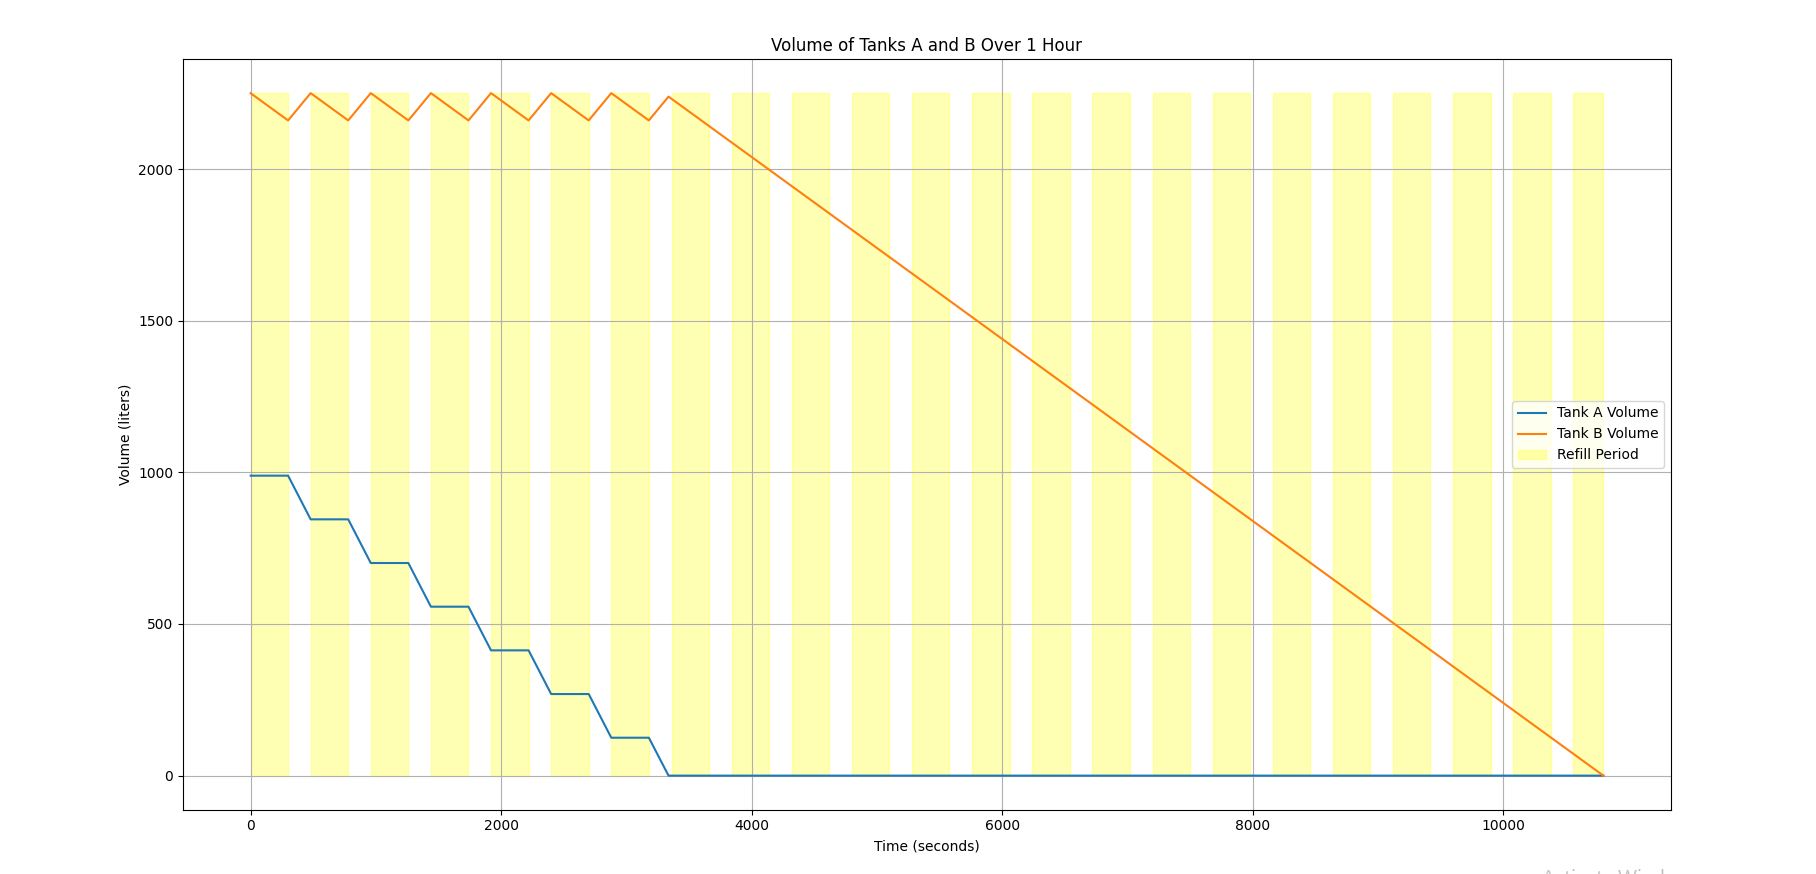 Volume of Tanks A and B Over 1 Hour
Volume (liters)
2000
1500
1000
500
0
Tank A Volume
Tank B Volume
Refill Period
0 2000 4000 6000 8000 10000
Time (seconds)